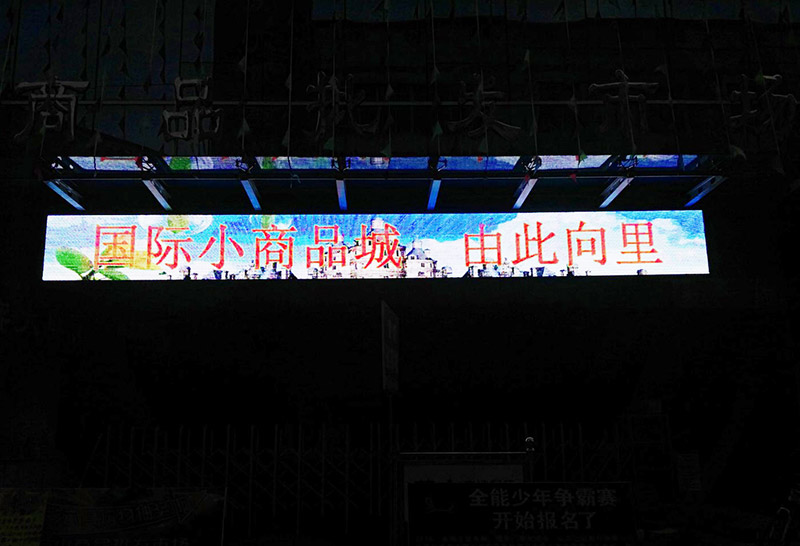 商品批发市场
国际小商品城 由此向里
全能少年争霸赛
开始报名了